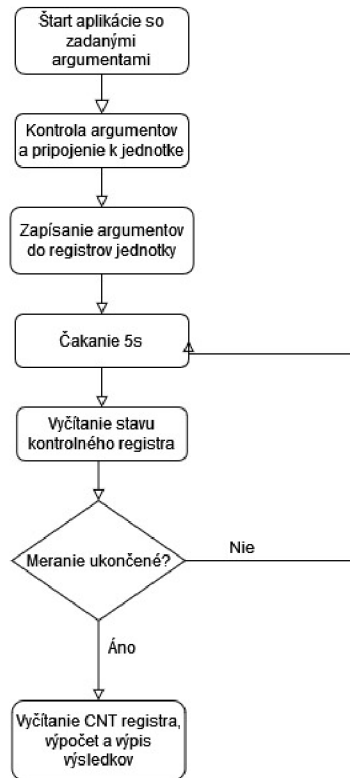 Štart aplikácie so
zadanými
argumentami
Kontrola argumentov
a pripojenie k jednotke
Zapísanie argumentov
do registrov jednotky
Čakanie 5s
Vyčítanie stavu
kontrolného registra
Meranie ukončené?
Nie
Áno
Vyčítanie CNT registra,
výpočet a výpis
výsledkov